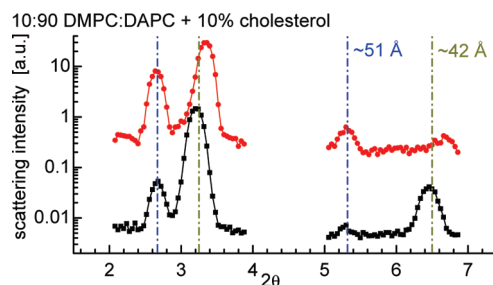 10:90 DMPC:DAPC + 10% cholesterol
scattering intensity [a.u.]
10
1
0.1
0.01
~51 Å
~42 Å
2 3 4 5 6 7
2θ